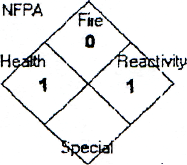 NFPA
Fire
0
Health Reactivity
1 1
Special